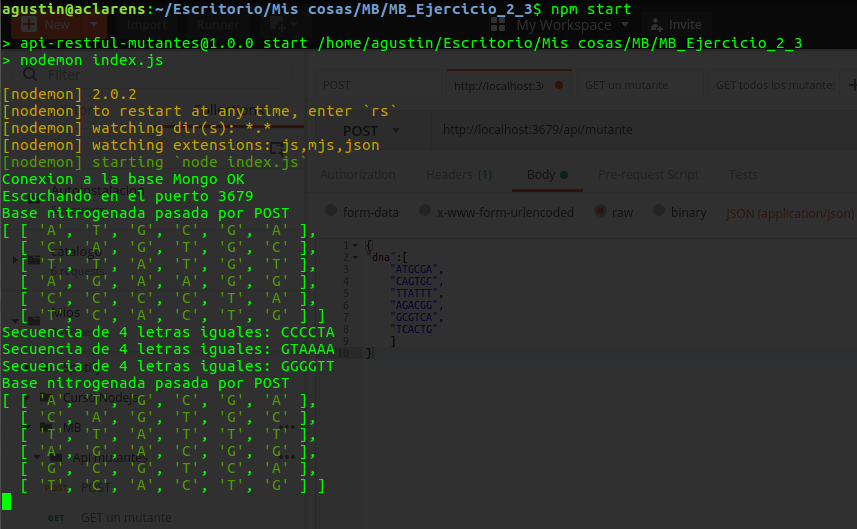 agustin@aclarens:~/Escritorio/Mis cosas/MB/MB_Ejercicio_2_3$ npm start
> api-restful-mutantes@1.0.0 start /home/agustin/Escritorio/Mis cosas/MB/MB_Ejercicio_2_3
> nodemon index.js
[nodemon] 2.0.2
[nodemon] to restart at any time, enter `rs`
[nodemon] watching dir(s): *.*
[nodemon] watching extensions: js,mjs,json
[nodemon] starting `node index.js`
Conexion a la base Mongo OK
Escuchando en el puerto 3679
Base nitrogenada pasada por POST
[ [ 'A', 'T', 'G', 'C', 'G', 'A' ],
[ 'C', 'A', 'G', 'T', 'G', 'C' ],
[ 'T', 'T', 'A', 'T', 'G', 'T' ],
[ 'A', 'G', 'A', 'A', 'G', 'G' ],
[ 'C', 'C', 'C', 'C', 'T', 'A' ],
[ 'T', 'C', 'A', 'C', 'T', 'G' ] ]
Secuencia de 4 letras iguales: CCCCTA
Secuencia de 4 letras iguales: GTAAAA
Secuencia de 4 letras iguales: GGGGTT
Base nitrogenada pasada por POST
[ [ 'A', 'T', 'G', 'C', 'G', 'A' ],
[ 'C', 'A', 'G', 'T', 'G', 'C' ],
[ 'T', 'T', 'A', 'T', 'T', 'T' ],
[ 'A', 'G', 'A', 'C', 'G', 'G' ],
[ 'G', 'C', 'G', 'T', 'C', 'A' ],
[ 'T', 'C', 'A', 'C', 'T', 'G' ] ]
New
Import
Runner
My Workspace
Invite
Filter
POST
http://localhost:3
GET un mutante
GET todos los mutante
POST
http://localhost:3679/api/mutante
Authorization
Headers (1)
Body
Pre-request Script
Tests
form-data
x-www-form-urlencoded
raw
binary
JSON (application/json)
1 {
2 "dna":[
3 "ATGCGA",
4 "CAGTGC",
5 "TTATTT",
6 "AGACGG",
7 "GCGTCA",
8 "TCACTG"
9 ]
10 }
Curso Nodejs
MB
Api mutantes
POST
GET
GET un mutante